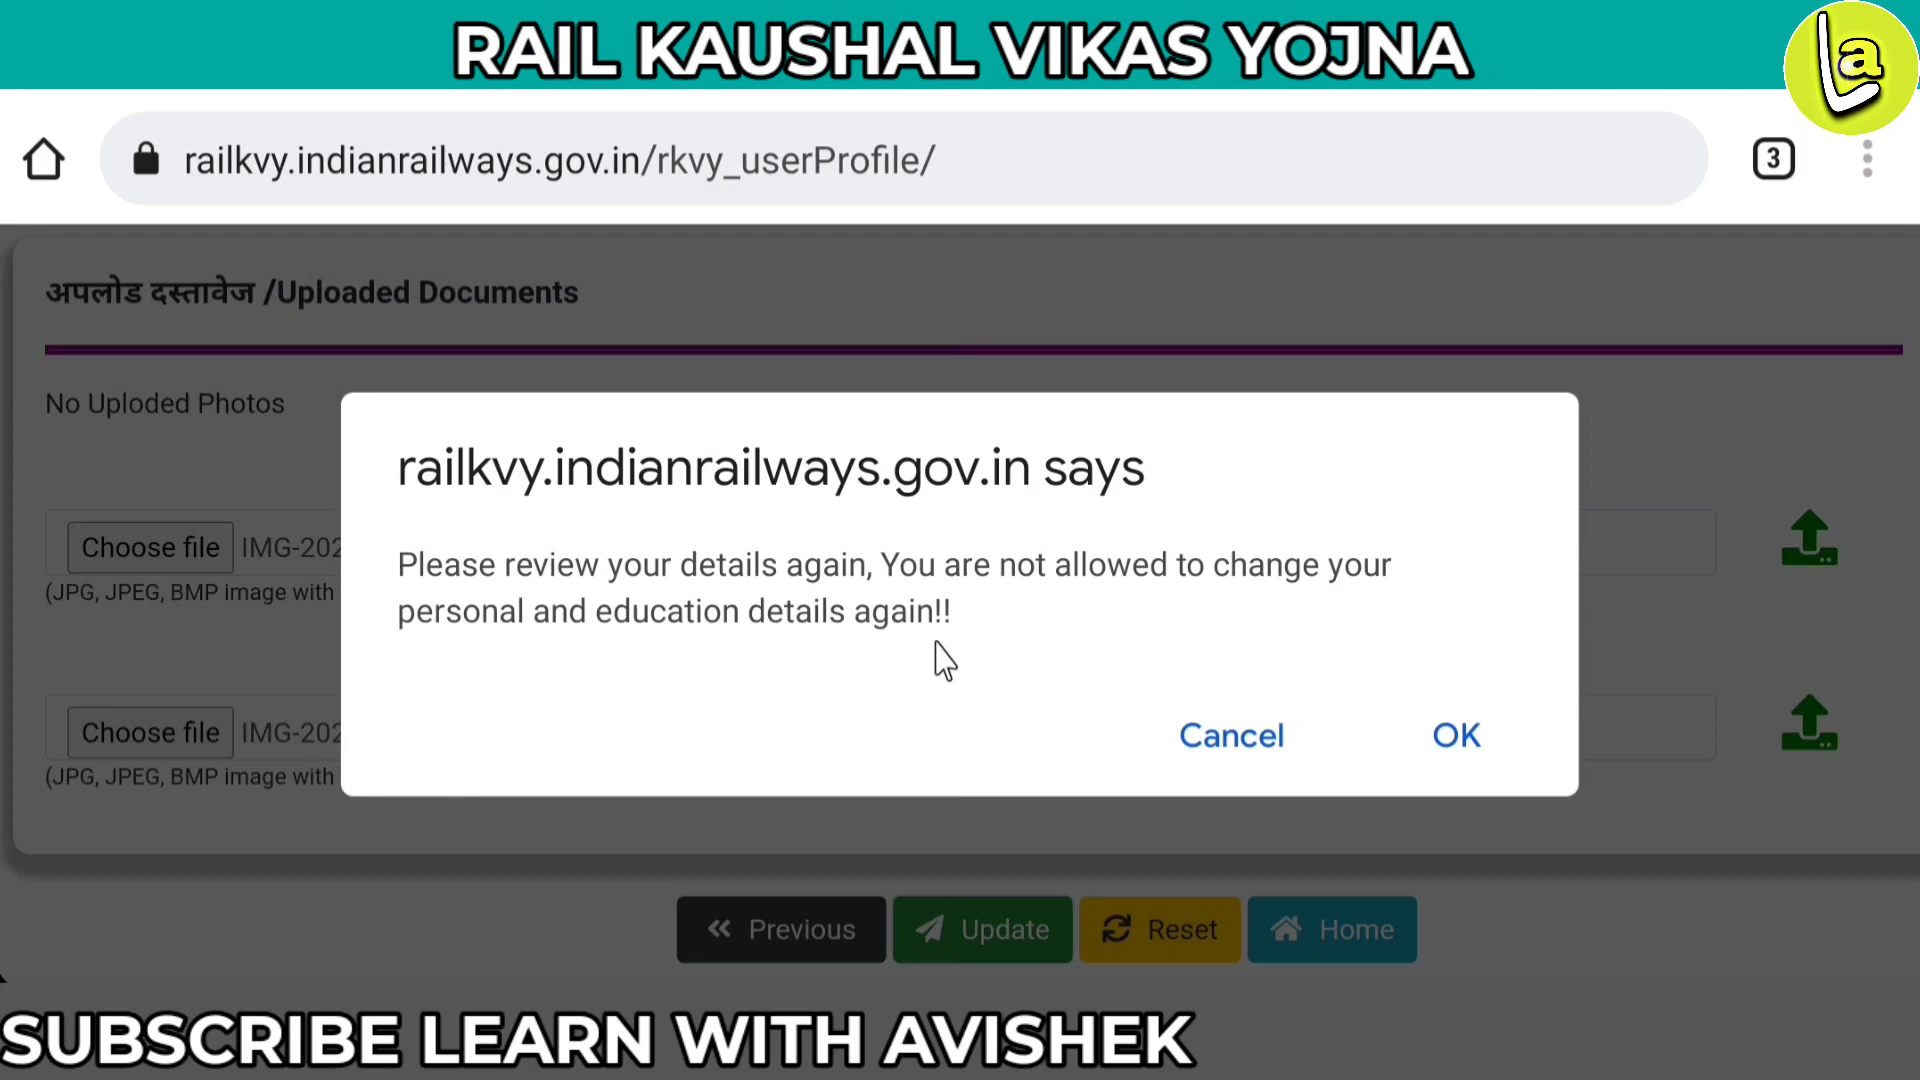 RAIL KAUSHAL VIKAS YOJNA
La
railkvy.indianrailways.gov.in/rkvy_userProfile/
3
अपलोड दस्तावेज /Uploaded Documents
No Uploded Photos
railkvy.indianrailways.gov.in says
Please review your details again, You are not allowed to change your
personal and education details again!!
Choose file IMG-202
(JPG, JPEG, BMP image with
Choose file IMG-202
(JPG, JPEG, BMP image with
Cancel OK
Previous Update Reset Home
SUBSCRIBE LEARN WITH AVISHEK